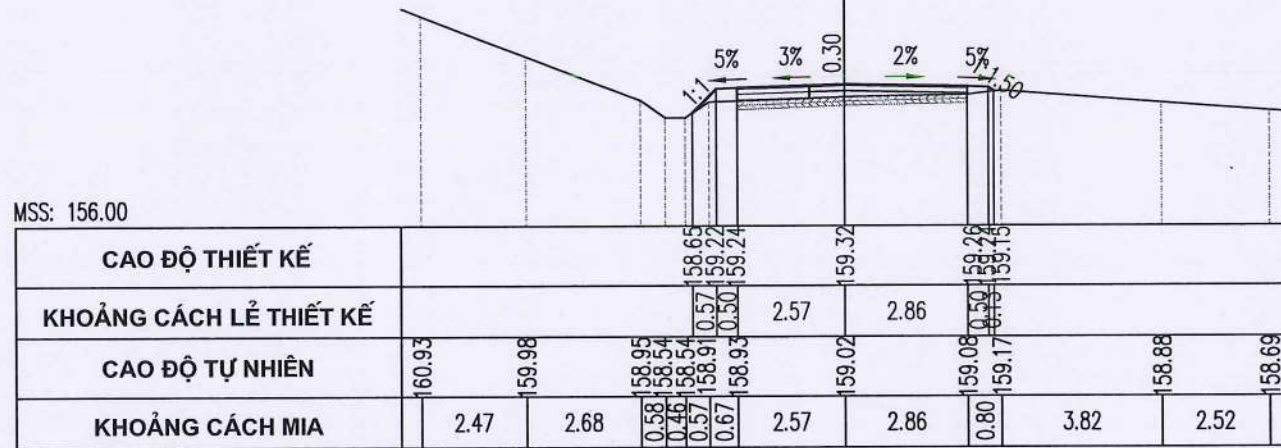 5% 3% 0.30 2% 5%
1:1 1:1.50
MSS: 156.00
CAO ĐỘ THIẾT KẾ 158.65 159.22 159.24 159.32 159.26 159.24 159.15
KHOẢNG CÁCH LẺ THIẾT KẾ 0.57 0.50 2.57 2.86 0.50 0.13
CAO ĐỘ TỰ NHIÊN 160.93 159.98 158.95 158.54 158.54 158.91 158.93 159.02 159.08 159.17 158.88 158.69
KHOẢNG CÁCH MIA 2.47 2.68 0.58 0.46 0.57 0.67 2.57 2.86 0.80 3.82 2.52